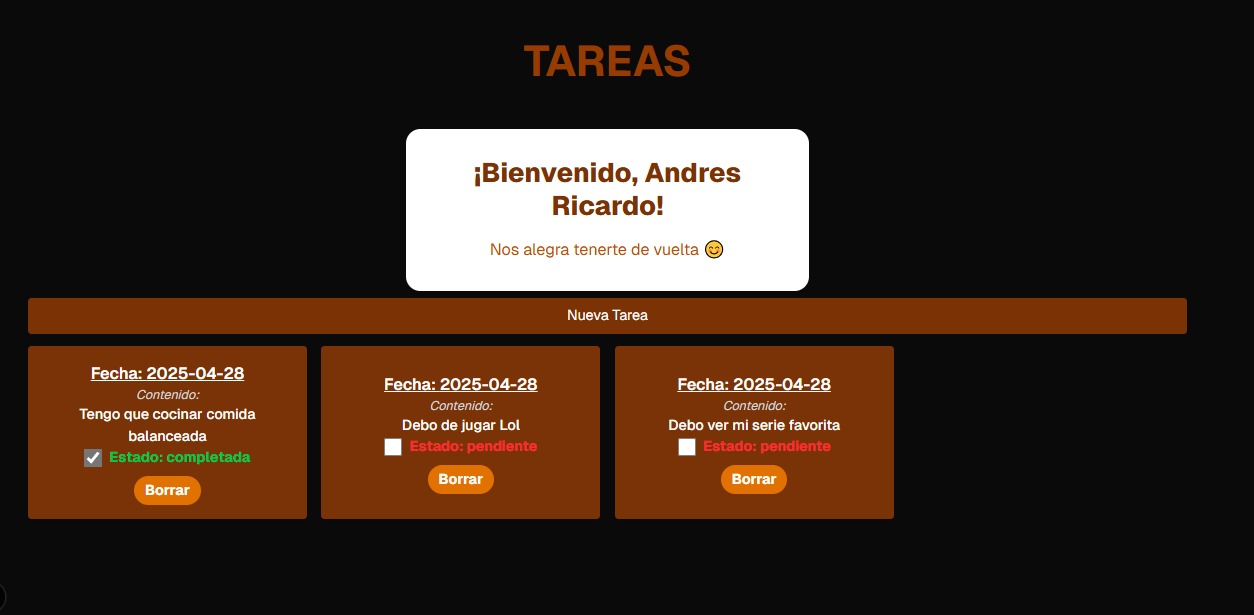 TAREAS
¡Bienvenido, Andres
Ricardo!
Nos alegra tenerte de vuelta 😊
Nueva Tarea
Fecha: 2025-04-28
Contenido:
Tengo que cocinar comida
balanceada
Estado: completada
Borrar
Fecha: 2025-04-28
Contenido:
Debo de jugar Lol
Estado: pendiente
Borrar
Fecha: 2025-04-28
Contenido:
Debo ver mi serie favorita
Estado: pendiente
Borrar